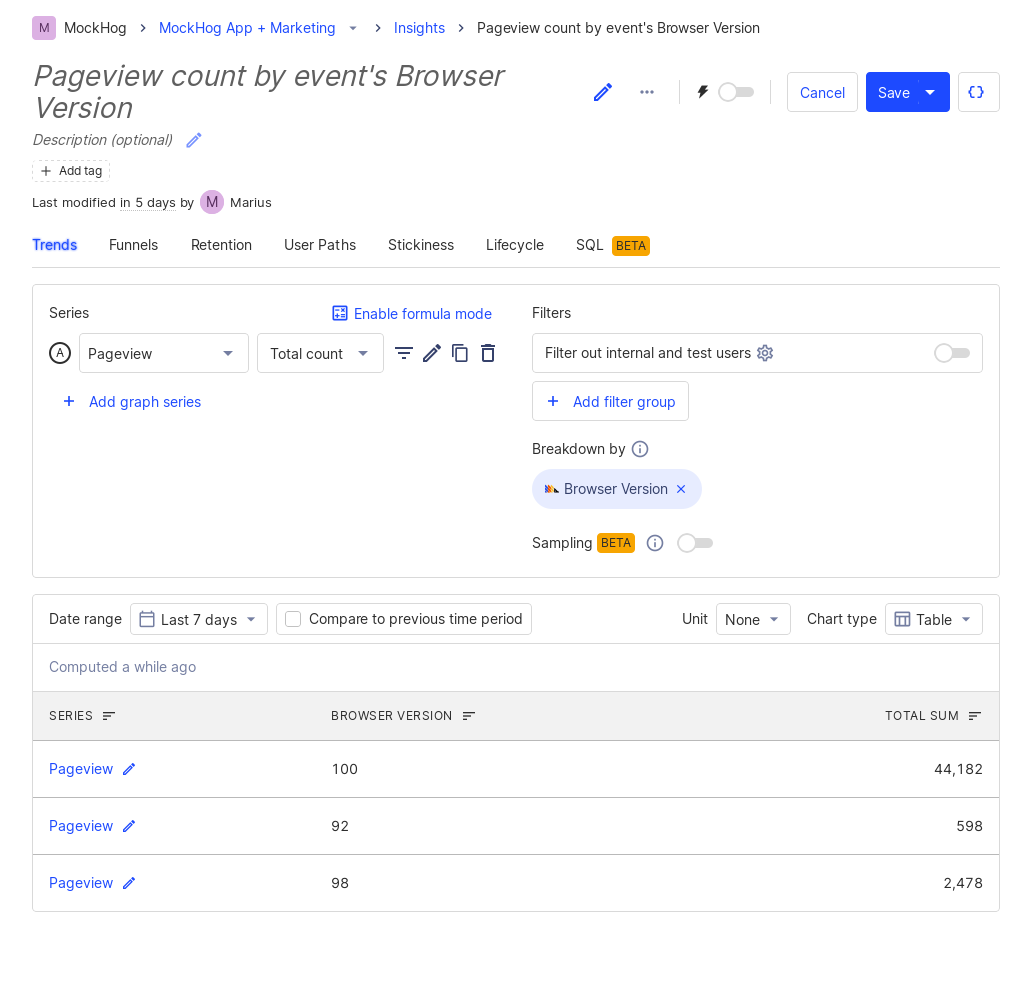 M MockHog MockHog App + Marketing Insights Pageview count by event's Browser Version
Pageview count by event's Browser
Version
Cancel Save
Description (optional)
Add tag
Last modified in 5 days by M Marius
Trends Funnels Retention User Paths Stickiness Lifecycle SQL BETA
Series Enable formula mode
A Pageview Total count
Add graph series
Filters
Filter out internal and test users
Add filter group
Breakdown by
Browser Version
Sampling BETA
Date range Last 7 days Compare to previous time period Unit None Chart type Table
Computed a while ago
SERIES BROWSER VERSION TOTAL SUM
Pageview 100 44,182
Pageview 92 598
Pageview 98 2,478